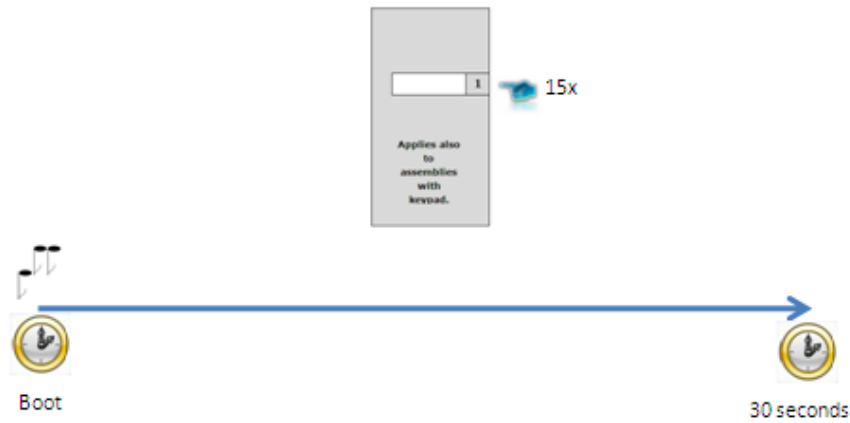 1
15x
Applies also
to
assemblies
with
keypad.
Boot
30 seconds